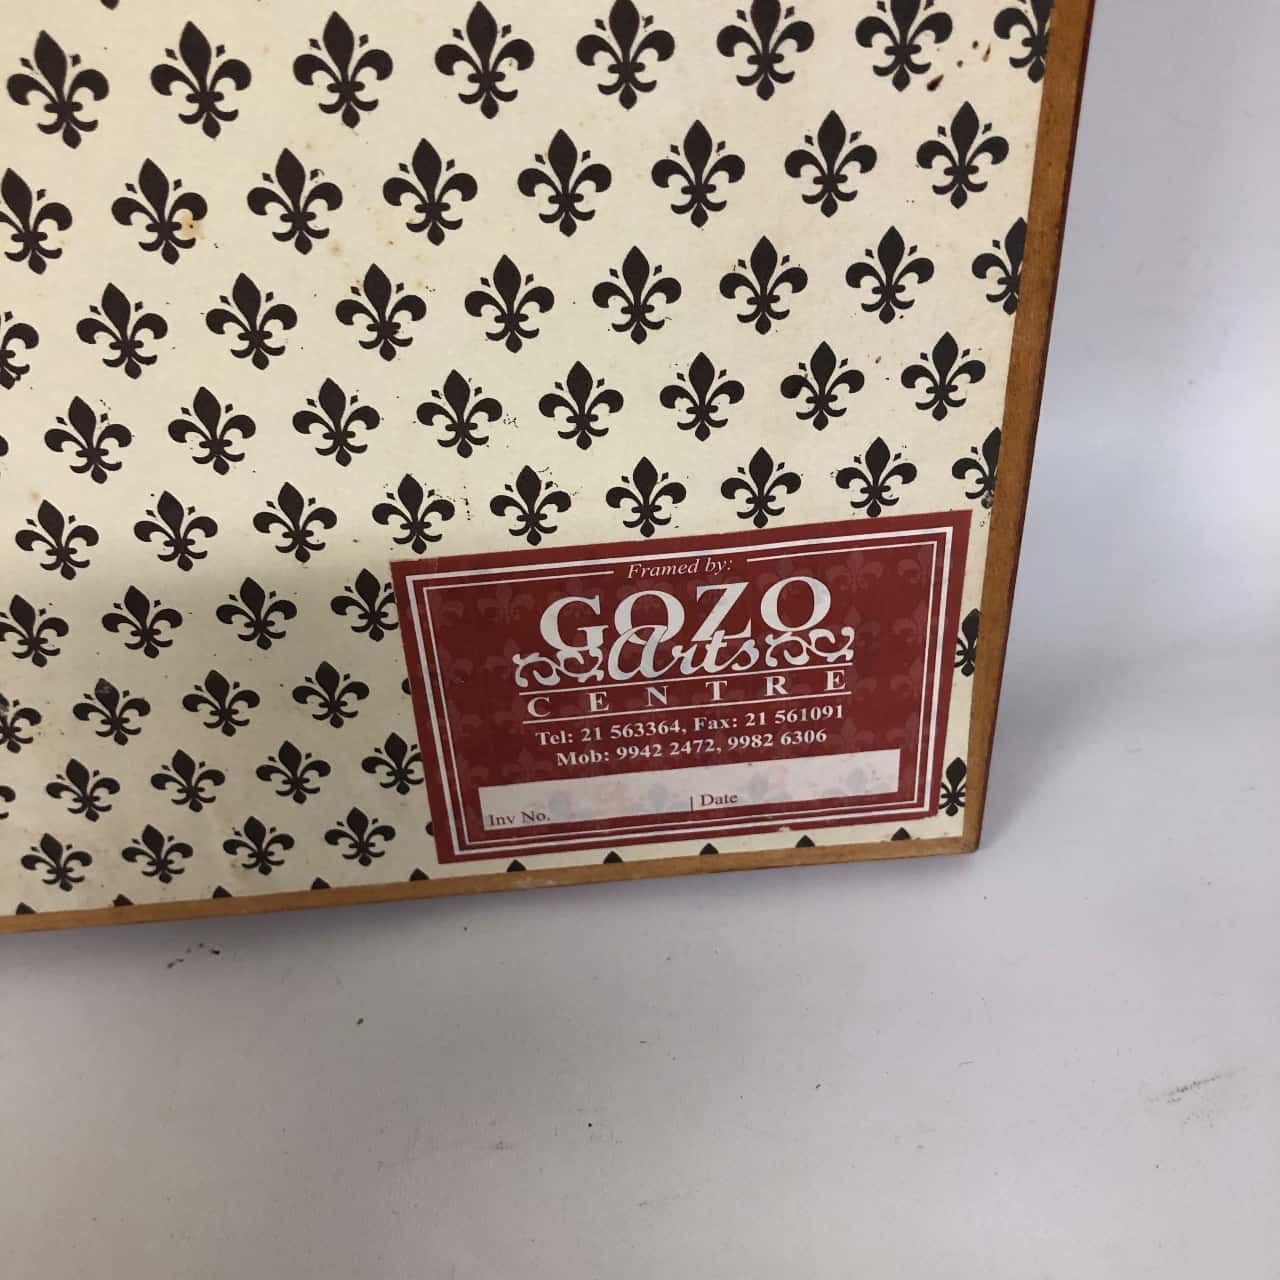 Framed by:
GOZO
Arts
CENTRE
Tel: 21 563364, Fax: 21 561091
Mob: 9942 2472, 9982 6306
Inv No. | Date